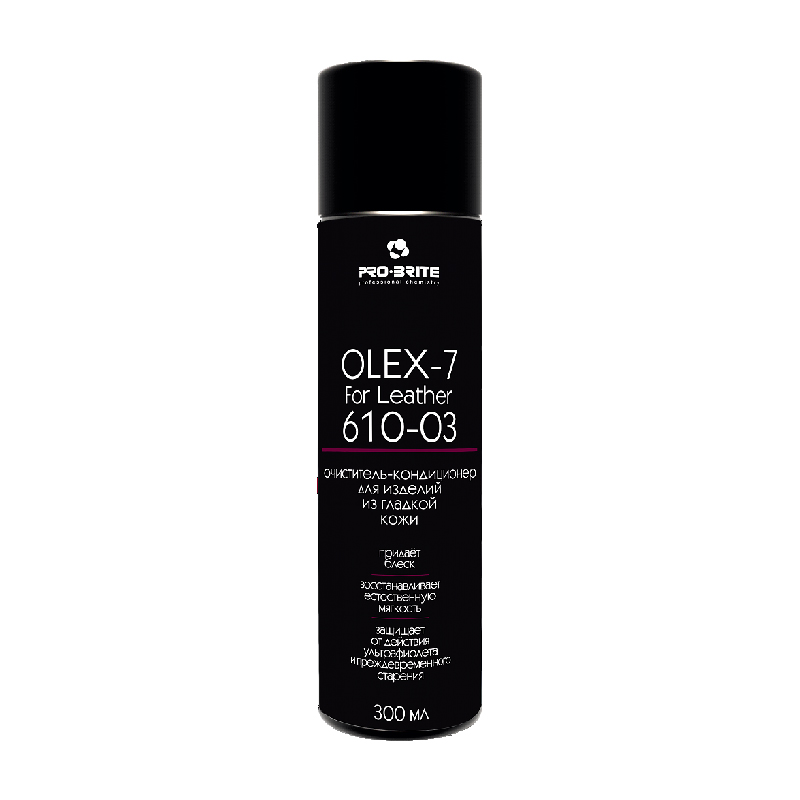 PRO-BRITE
professional chemistry
OLEX-7
For Leather
610-03
очиститель-кондиционер
для изделий
из гладкой
кожи
придает
блеск
восстанавливает
естественную
мягкость
защищает
от действия
ультрафиолета
и преждевременного
старения
300 мл